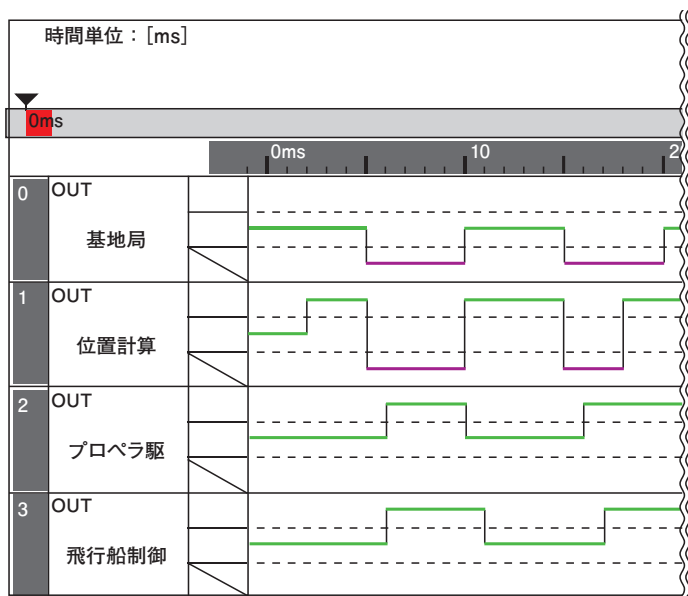 時間単位：[ms]
0ms
0ms 10 2
0 OUT
基地局
1 OUT
位置計算
2 OUT
プロペラ駆
3 OUT
飛行船制御